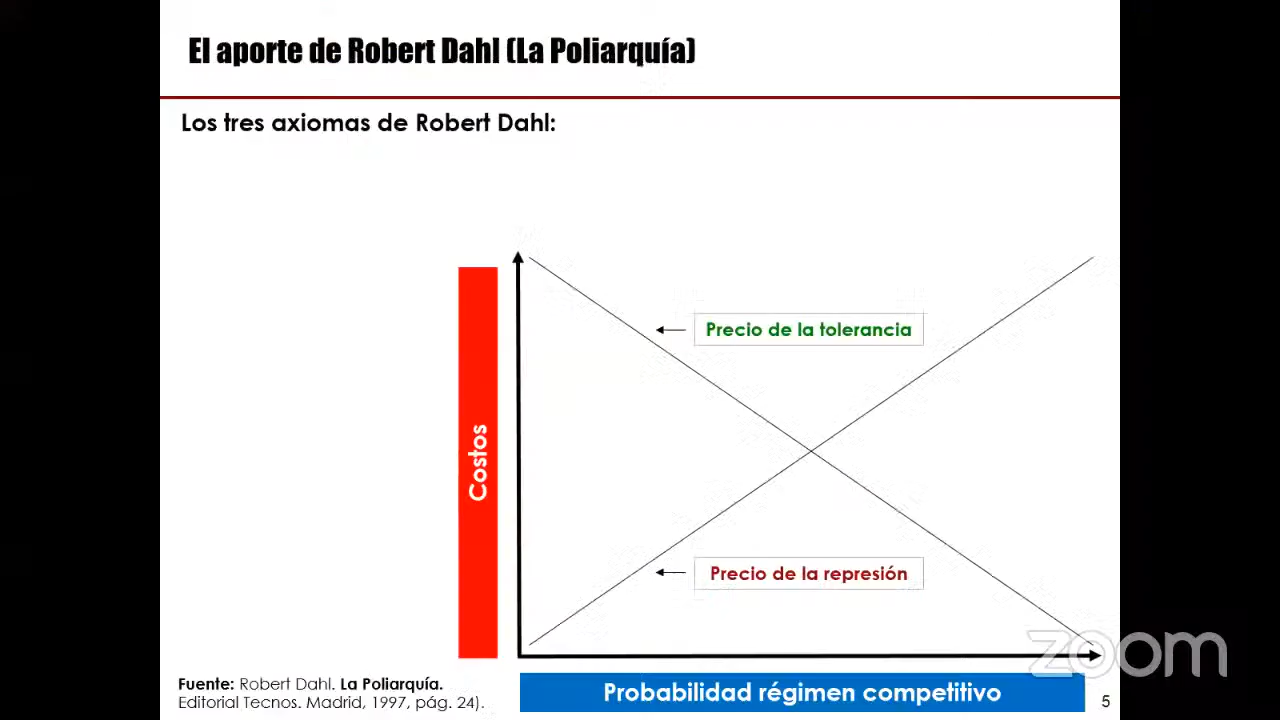 El aporte de Robert Dahl (La Poliarquía)
Los tres axiomas de Robert Dahl:
Precio de la tolerancia
Costos
Precio de la represión
zoom
Fuente: Robert Dahl. La Poliarquía.
Editorial Tecnos. Madrid, 1997, pág. 24).
Probabilidad régimen competitivo
5